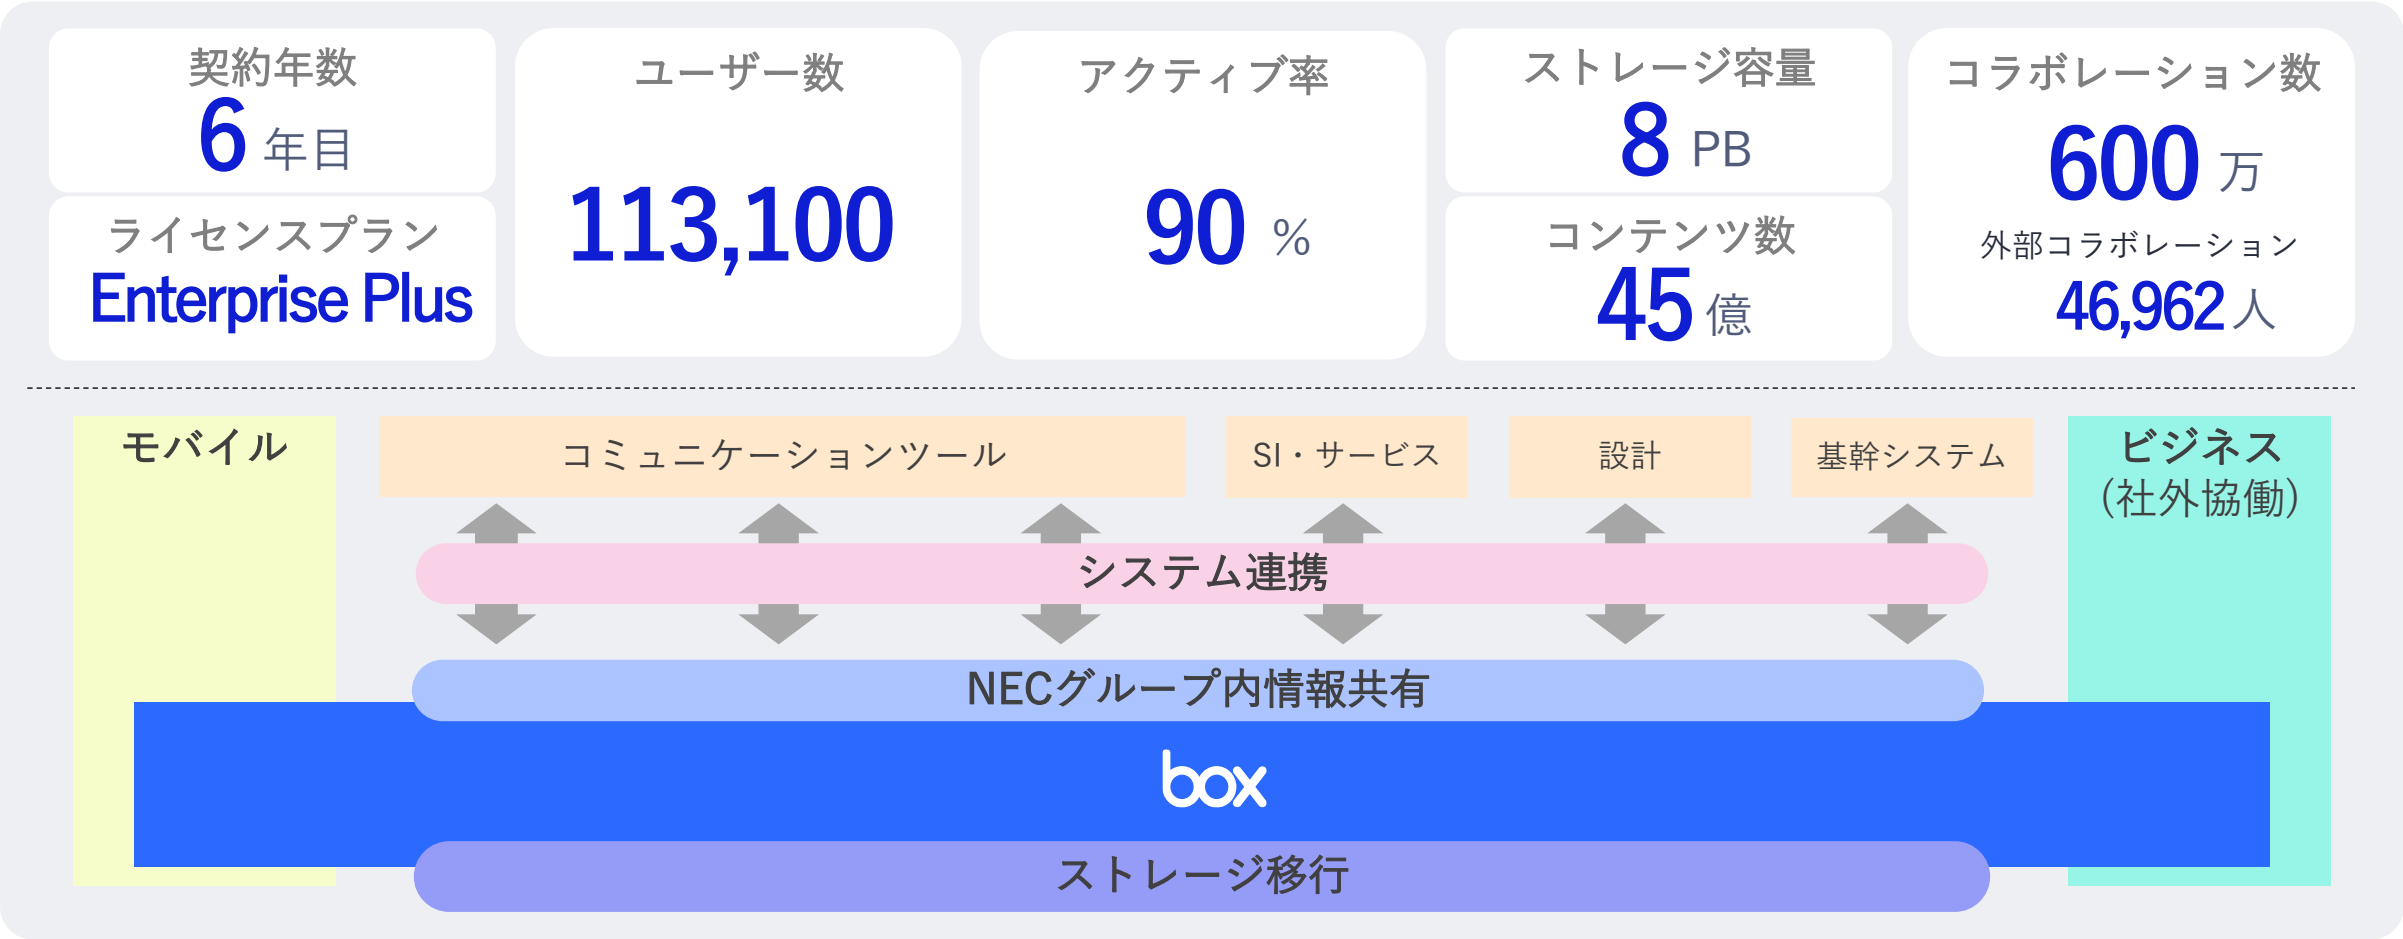 契約年数
6 年目
ライセンスプラン
Enterprise Plus
ユーザー数
113,100
アクティブ率
90 %
ストレージ容量
8 PB
コンテンツ数
45 億
コラボレーション数
600 万
外部コラボレーション
46,962 人
モバイル
コミュニケーションツール
SI・サービス
設計
基幹システム
ビジネス
(社外協働)
システム連携
NECグループ内情報共有
box
ストレージ移行